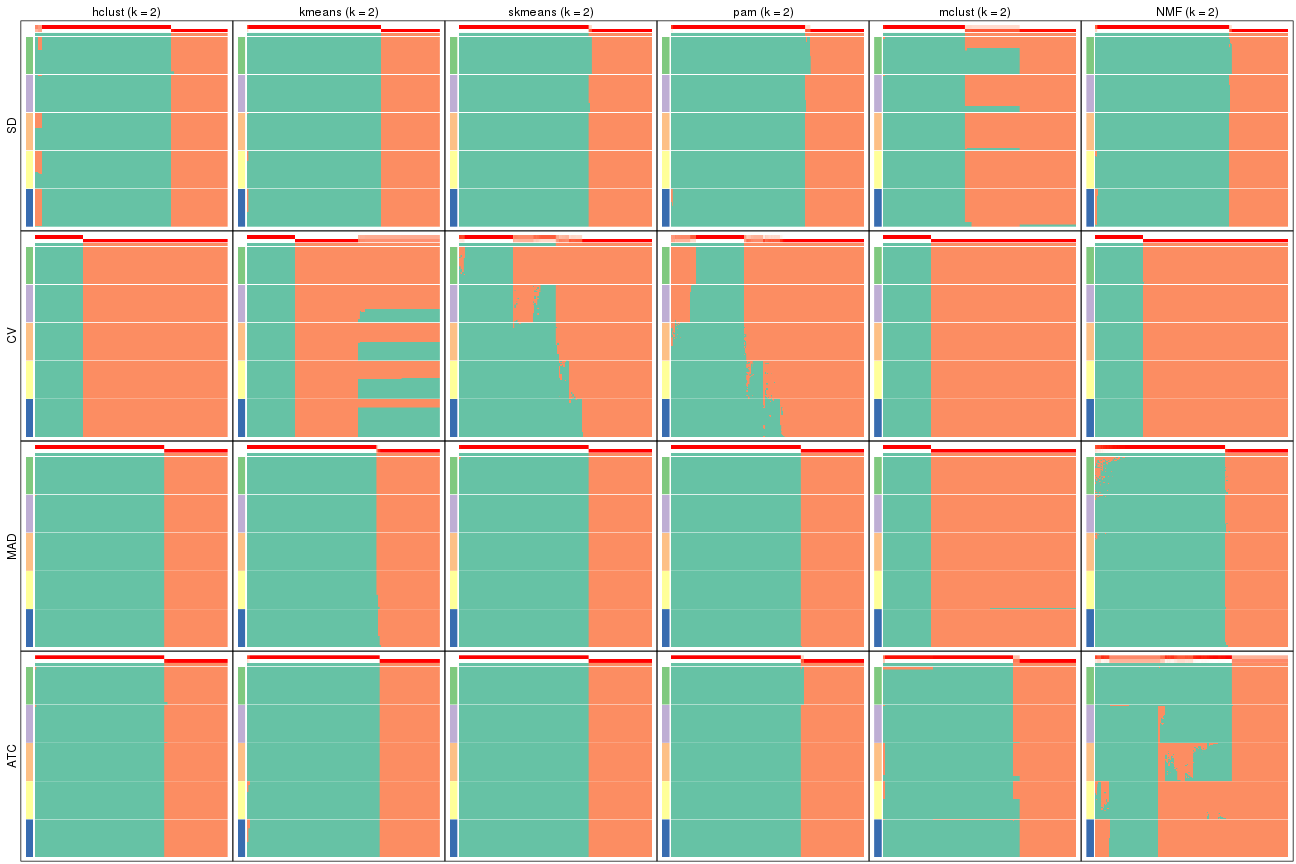 hclust (k = 2) kmeans (k = 2) skmeans (k = 2) pam (k = 2) mclust (k = 2) NMF (k = 2)
SD
CV
MAD
ATC